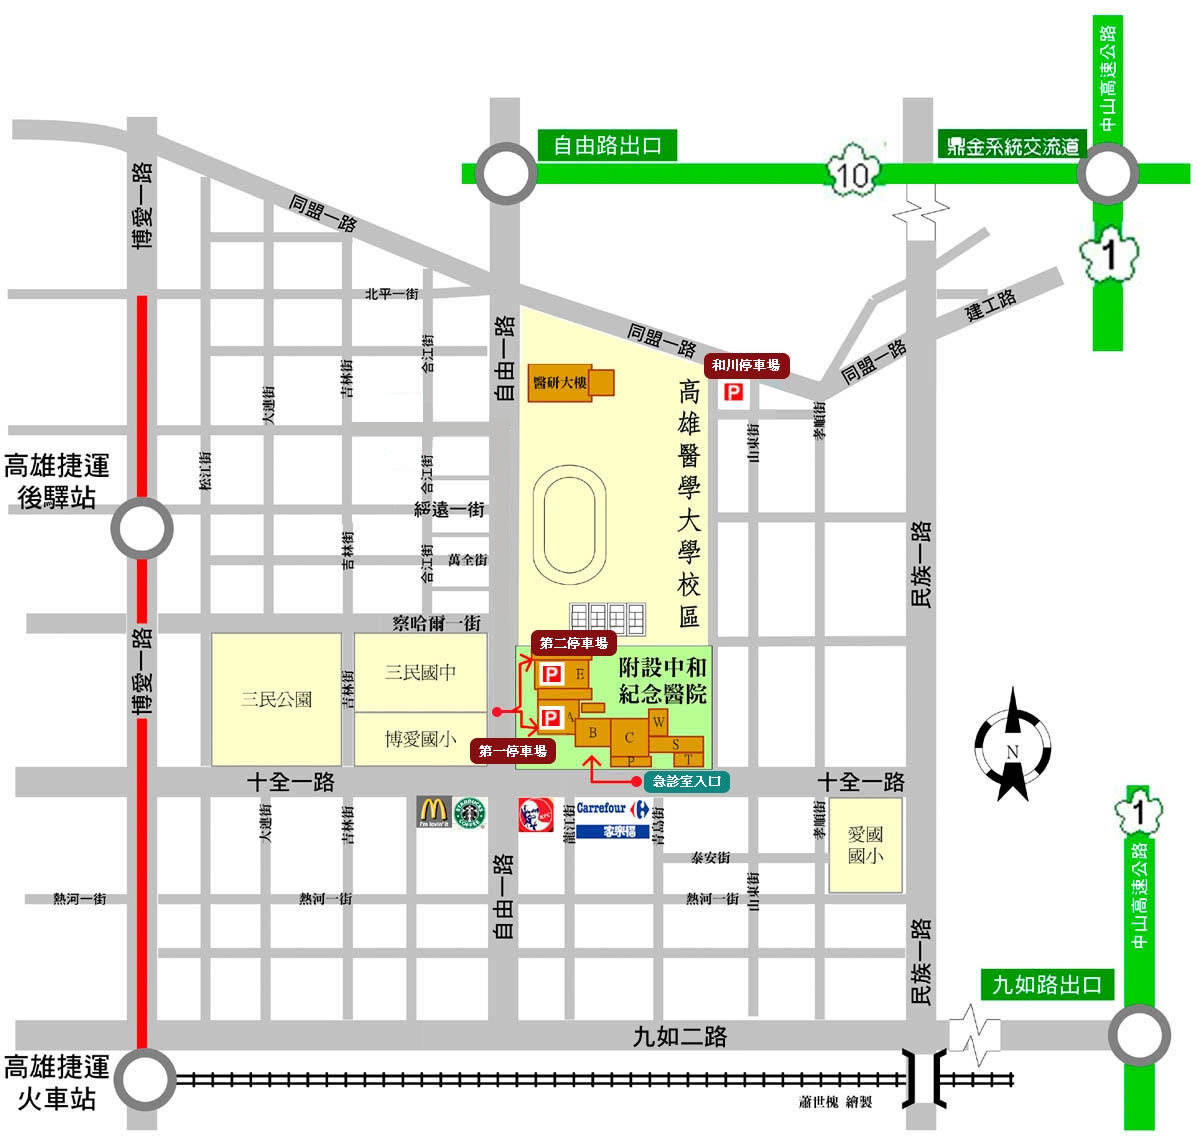 中山高速公路
自由路出口
鼎金系統交流道
10
1
博愛一路
同盟一路
北平一街
自由一路
同盟一路
和川停車場
P
同盟一路
建工路
醫研大樓
高雄醫學大學校區
合江街
吉林街
大連街
松江街
山東街
孝順街
高雄捷運
後驛站
合江街
綏遠一街
吉林街
合江街
萬全街
民族一路
察哈爾一街
博愛一路
三民公園
吉林街
三民國中
博愛國小
第二停車場
P
E
附設中和
紀念醫院
P
A
B
C
W
S
P
T
第一停車場
N
急診室入口
十全一路
十全一路
大連街
吉林街
M
i'm lovin' it
STARBUCKS
COFFEE
KFC
龍江街
Carrefour
家樂福
青島街
孝順街
愛國
國小
1
泰安街
熱河一街
熱河一街
自由一路
熱河一街
山東街
中山高速公路
民族一路
九如路出口
九如二路
高雄捷運
火車站
蕭世槐 繪製